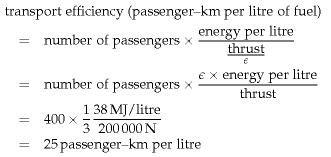 transport efficiency (passenger–km per litre of fuel)
= number of passengers × energy per litre / (thrust / ϵ)
= number of passengers × ϵ × energy per litre / thrust
= 400 × 1/3 38 MJ/litre / 200 000 N
= 25 passenger–km per litre